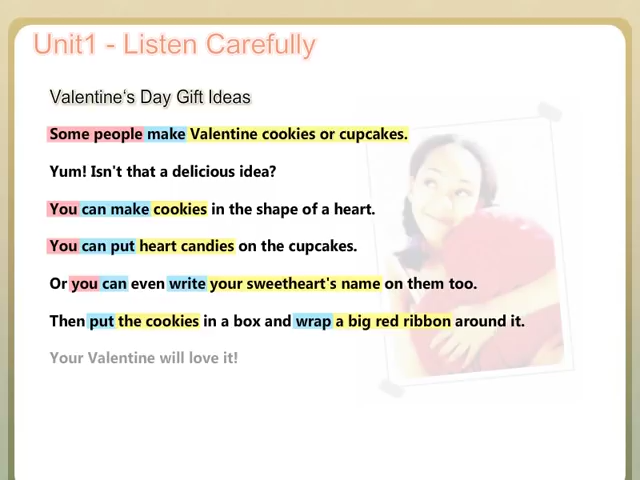 Unit1 - Listen Carefully
Valentine‘s Day Gift Ideas
Some people make Valentine cookies or cupcakes.
Yum! Isn't that a delicious idea?
You can make cookies in the shape of a heart.
You can put heart candies on the cupcakes.
Or you can even write your sweetheart's name on them too.
Then put the cookies in a box and wrap a big red ribbon around it.
Your Valentine will love it!